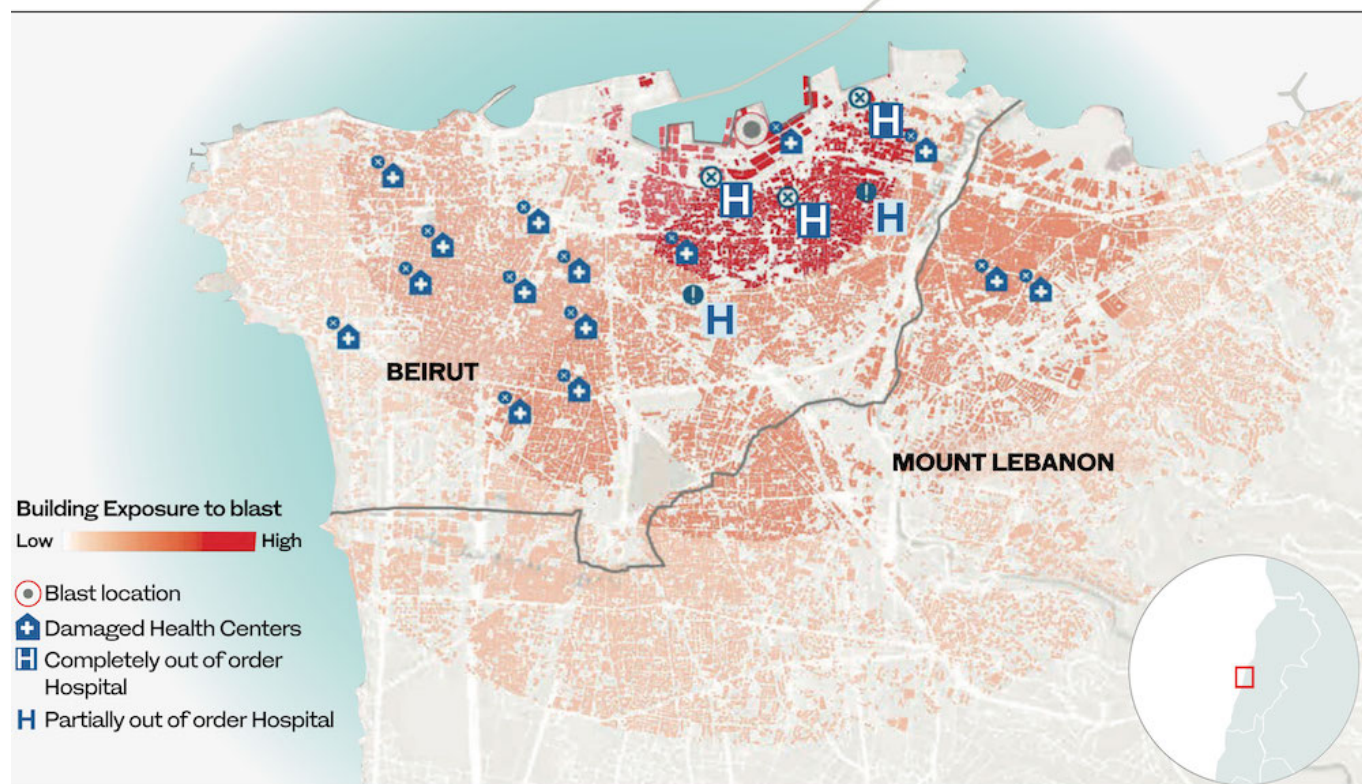 BEIRUT
MOUNT LEBANON
Building Exposure to blast
Low High
Blast location
Damaged Health Centers
H Completely out of order
Hospital
H Partially out of order Hospital
H
H
H
H
H